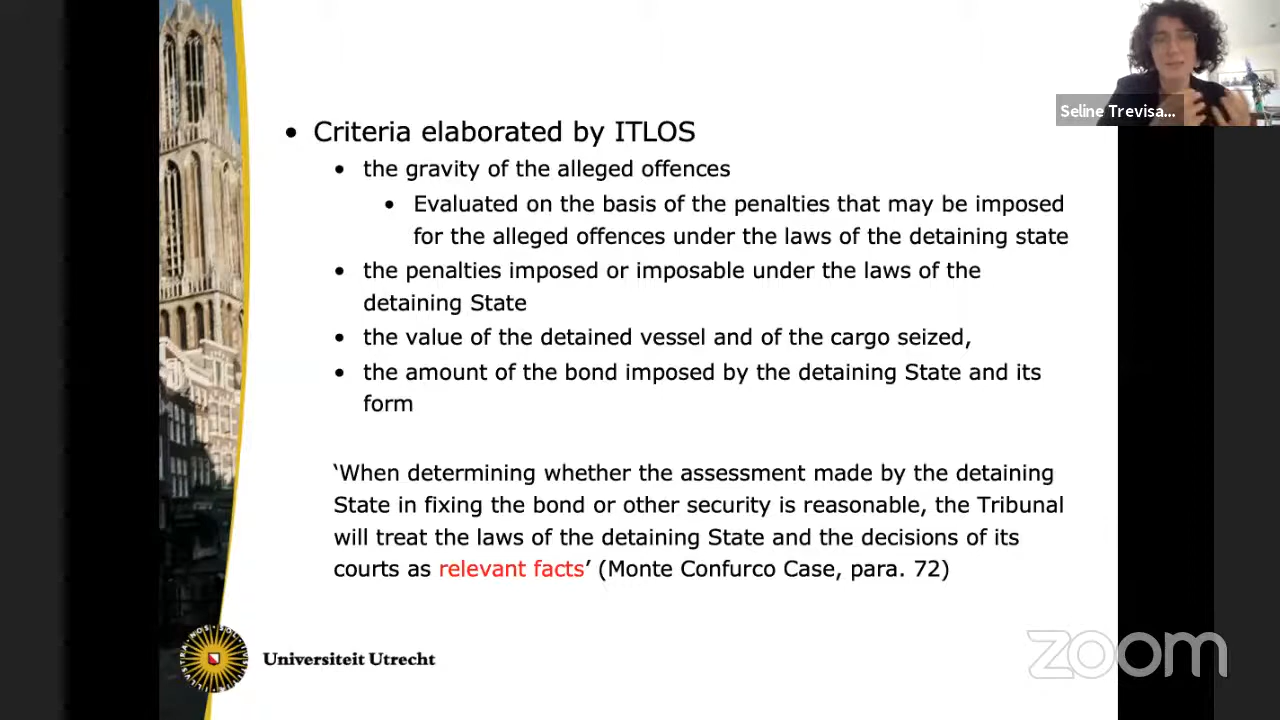 Seline Trevisa...
• Criteria elaborated by ITLOS
• the gravity of the alleged offences
• Evaluated on the basis of the penalties that may be imposed
for the alleged offences under the laws of the detaining state
• the penalties imposed or imposable under the laws of the
detaining State
• the value of the detained vessel and of the cargo seized,
• the amount of the bond imposed by the detaining State and its
form
‘When determining whether the assessment made by the detaining
State in fixing the bond or other security is reasonable, the Tribunal
will treat the laws of the detaining State and the decisions of its
courts as relevant facts’ (Monte Confurco Case, para. 72)
Universiteit Utrecht
zoom